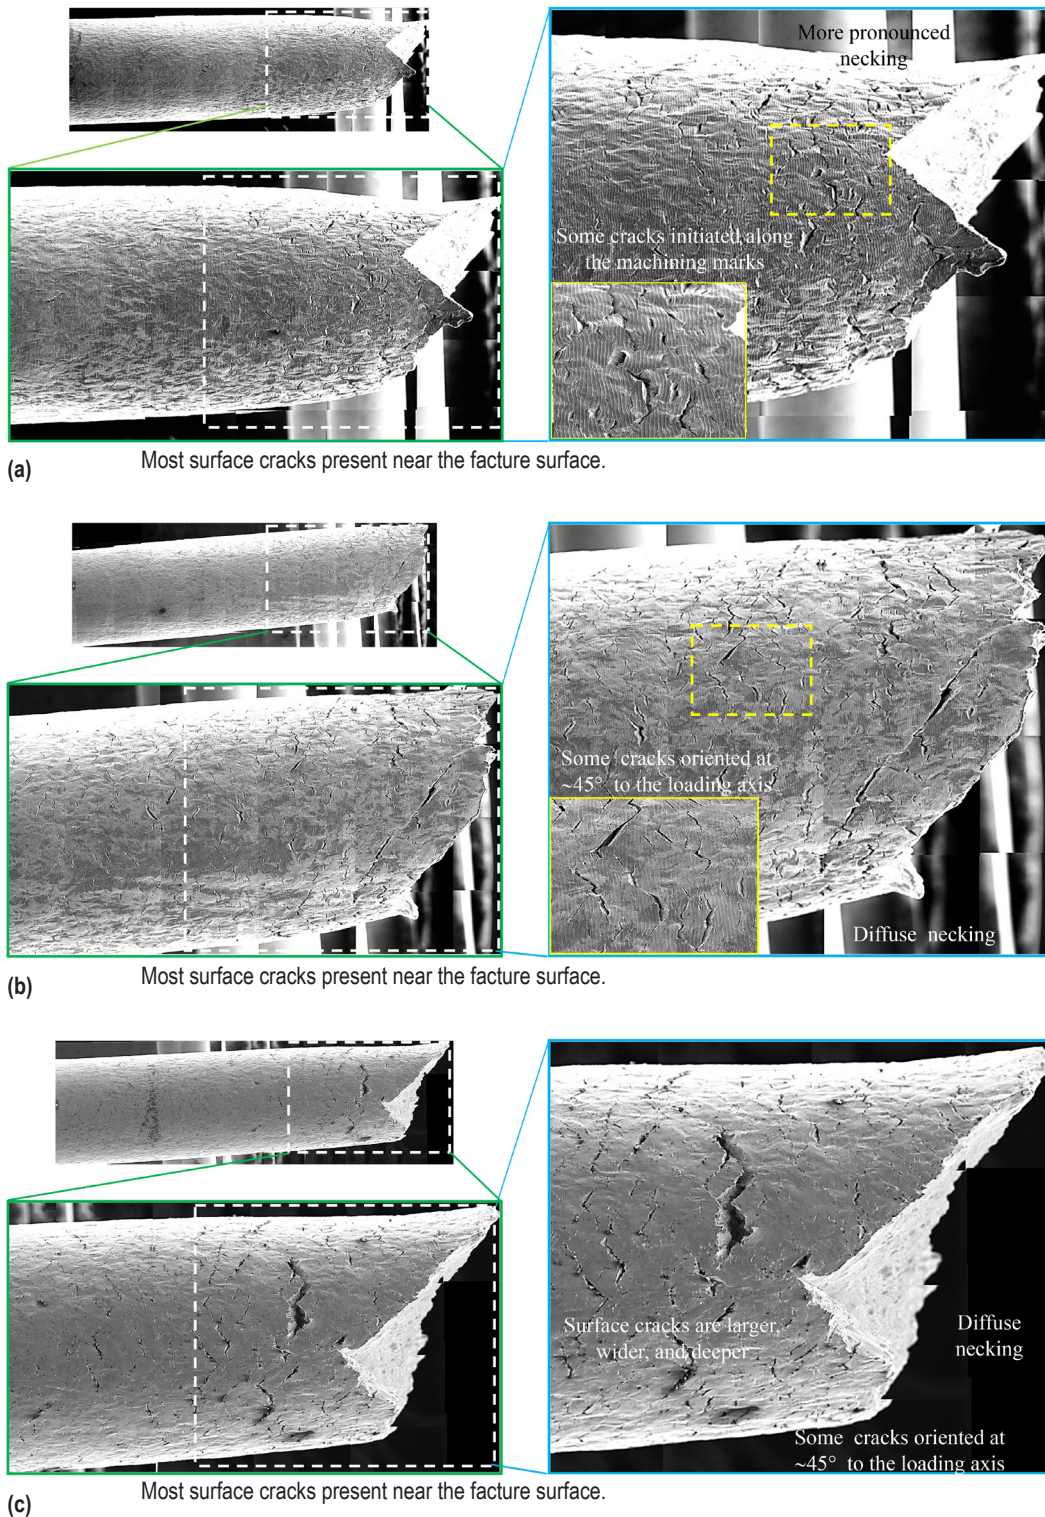 More pronounced
necking
Some cracks initiated along
the machining marks
(a)
Most surface cracks present near the facture surface.
Some cracks oriented at
~45° to the loading axis
Diffuse necking
(b)
Most surface cracks present near the facture surface.
Surface cracks are larger,
wider, and deeper
Diffuse
necking
Some cracks oriented at
~45° to the loading axis
(c)
Most surface cracks present near the facture surface.